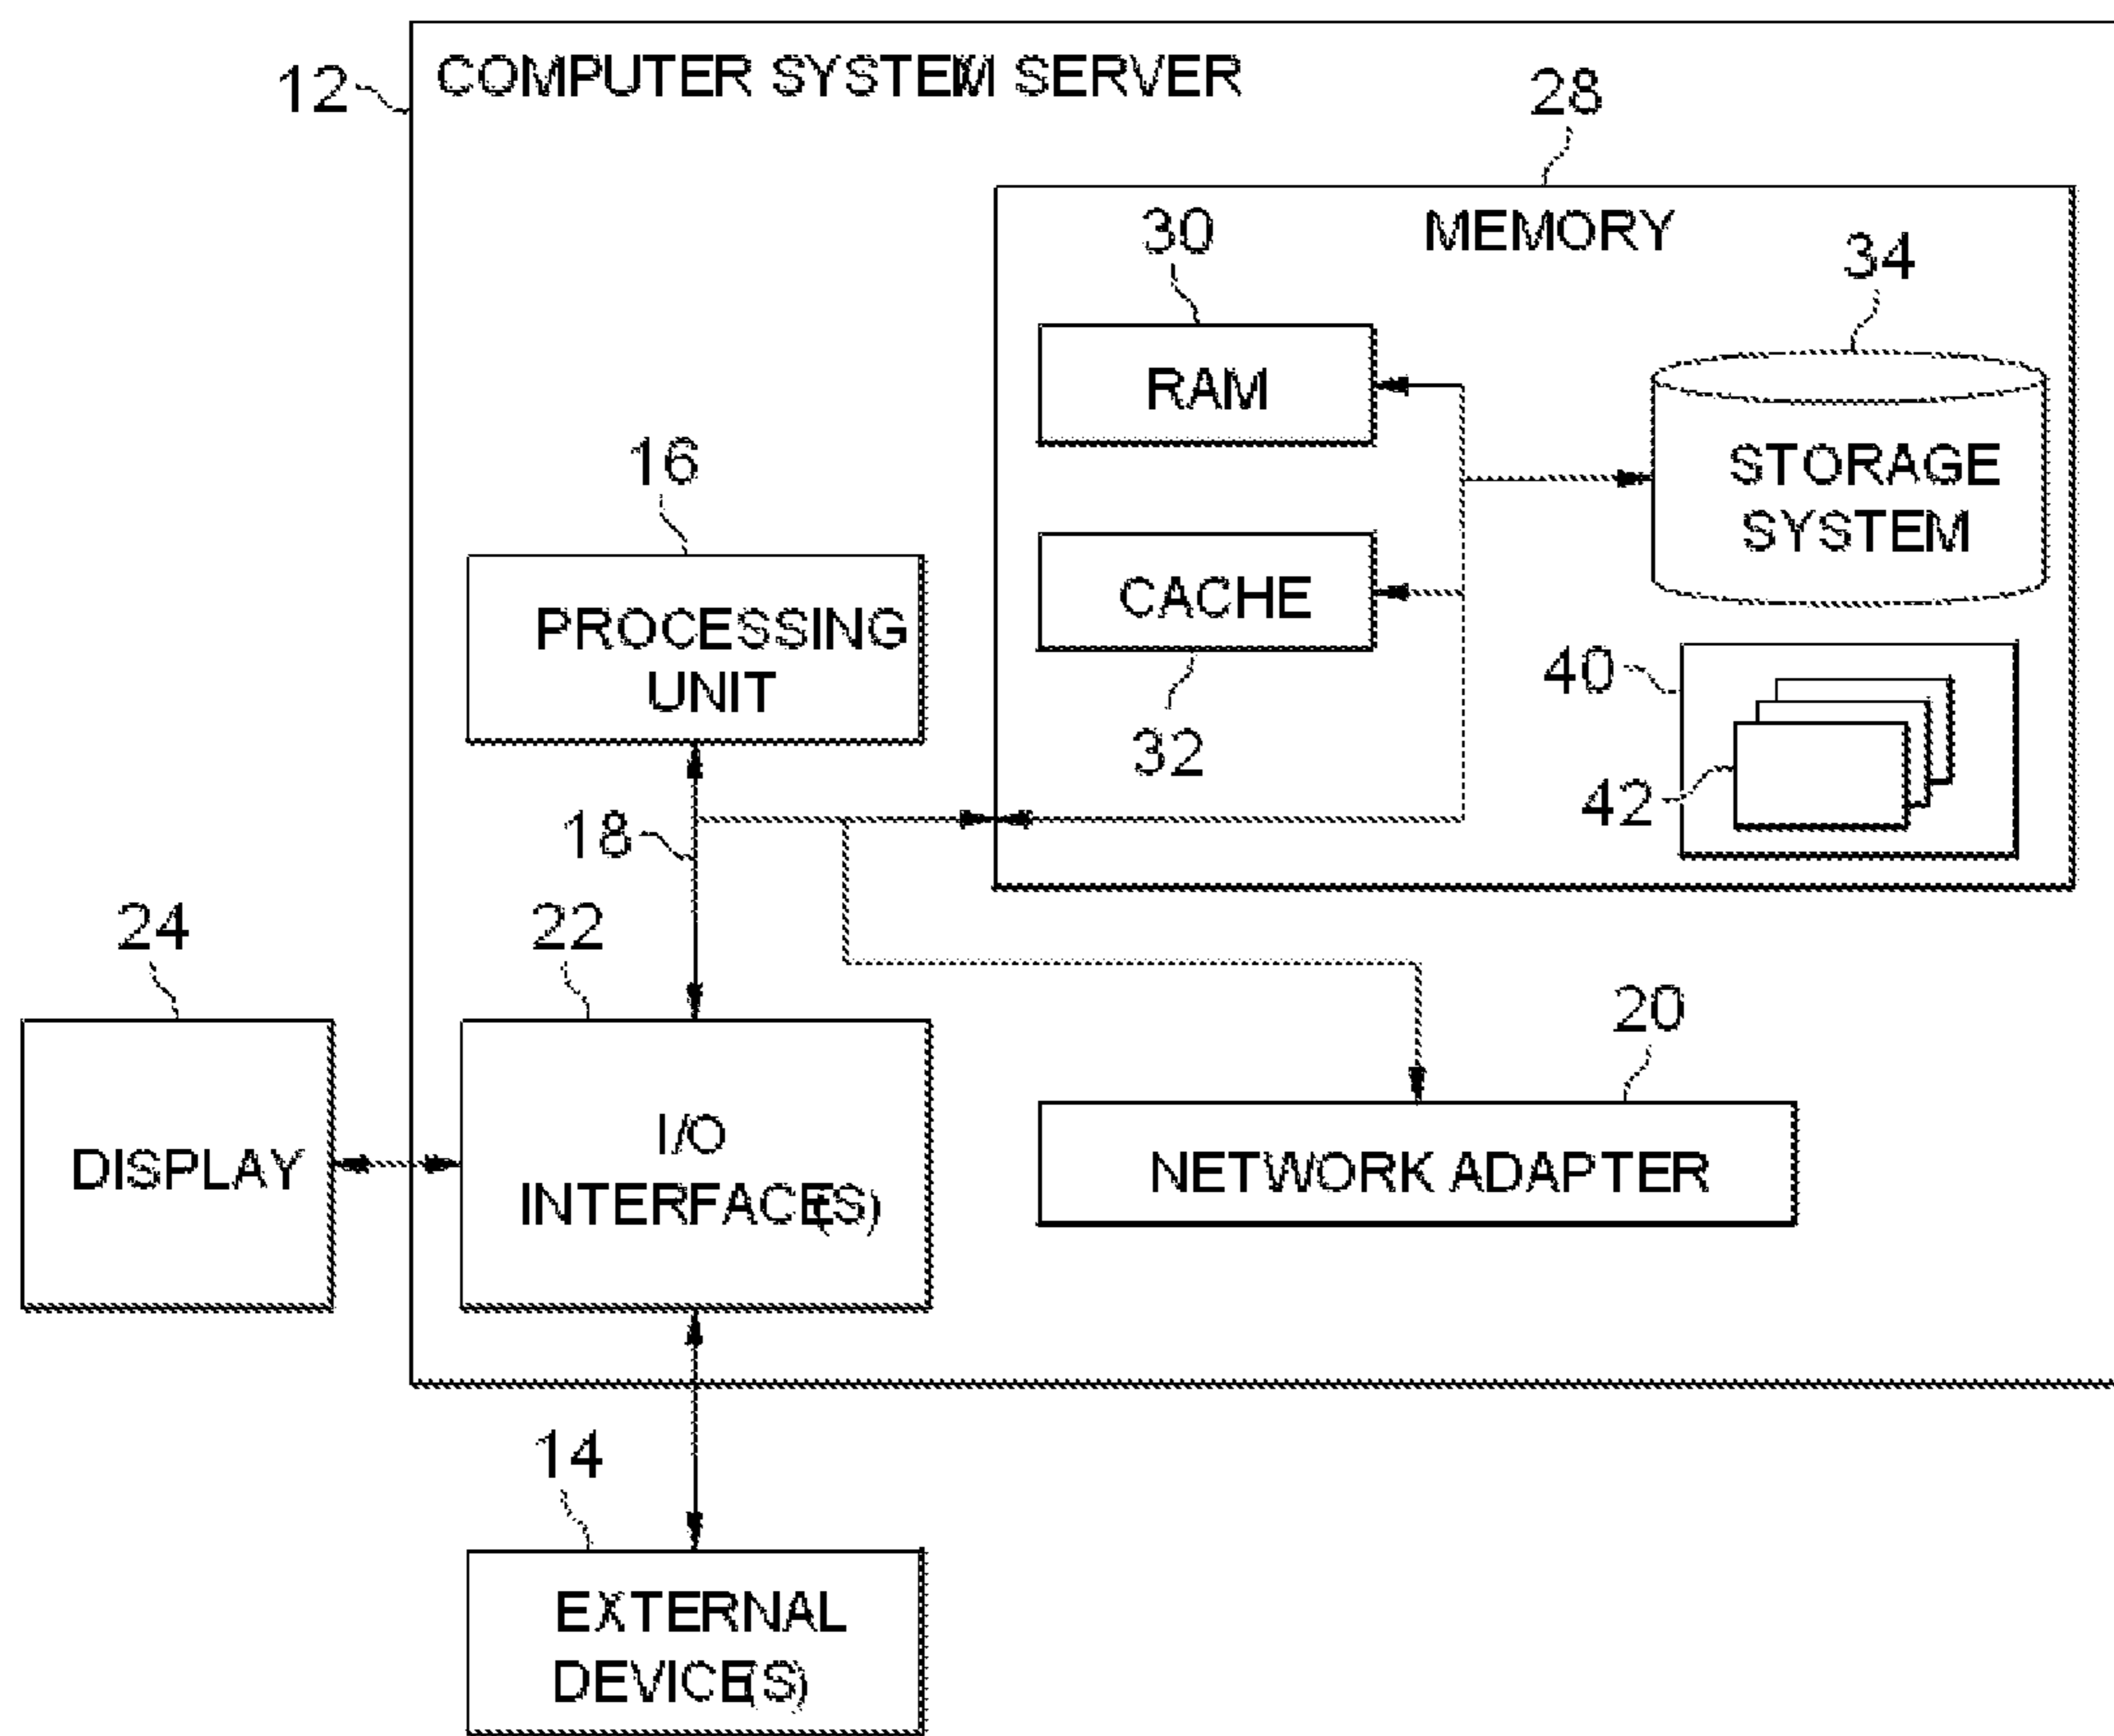 12
COMPUTER SYSTEM SERVER
28
MEMORY
30
34
RAM
STORAGE
SYSTEM
16
CACHE
PROCESSING
UNIT
32
40
42
18
24
22
20
DISPLAY
I/O
INTERFACE(S)
NETWORK ADAPTER
14
EXTERNAL
DEVICE(S)